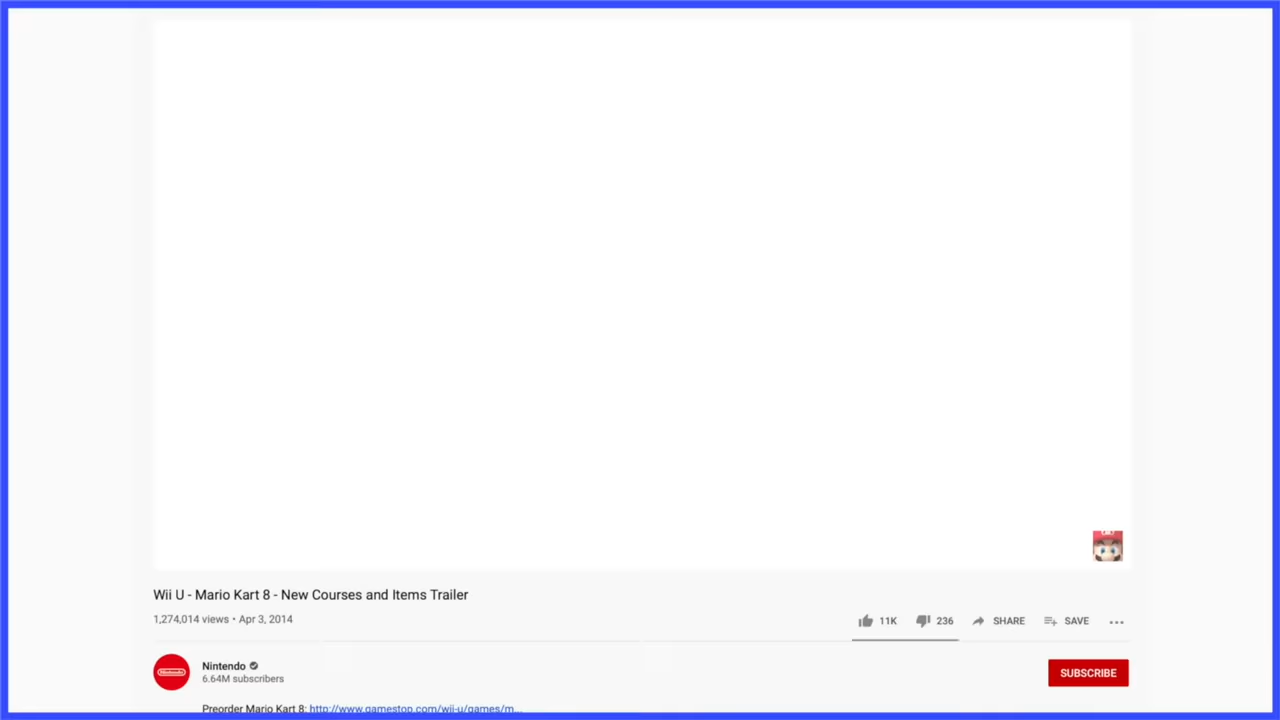 Wii U - Mario Kart 8 - New Courses and Items Trailer
1,274,014 views • Apr 3, 2014
11K 236 SHARE SAVE
Nintendo
Nintendo
6.64M subscribers
SUBSCRIBE
Preorder Mario Kart 8: http://www.gamestop.com/wii-u/games/m...